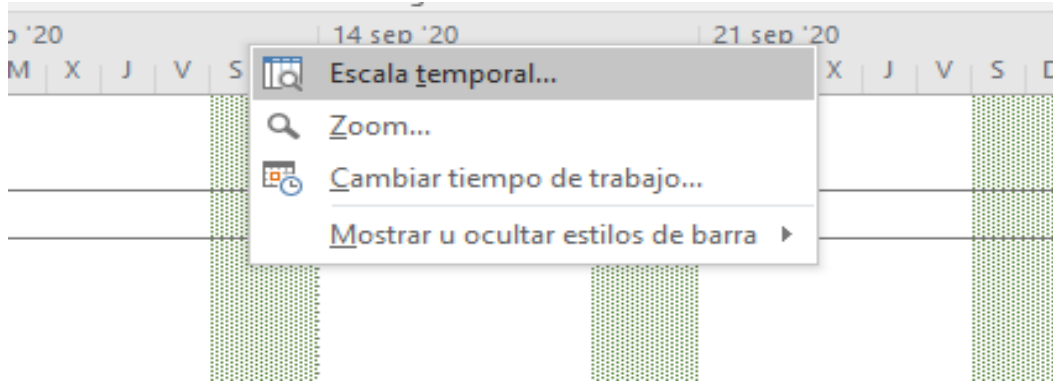 '20 14 sep '20 21 sep '20
M X J V S X J V S D
Escala temporal...
Zoom...
Cambiar tiempo de trabajo...
Mostrar u ocultar estilos de barra